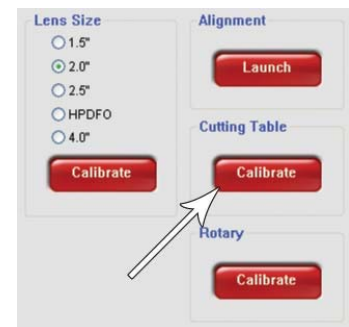 Lens Size
1.5"
2.0"
2.5"
HPDFO
4.0"
Calibrate
Alignment
Launch
Cutting Table
Calibrate
Rotary
Calibrate